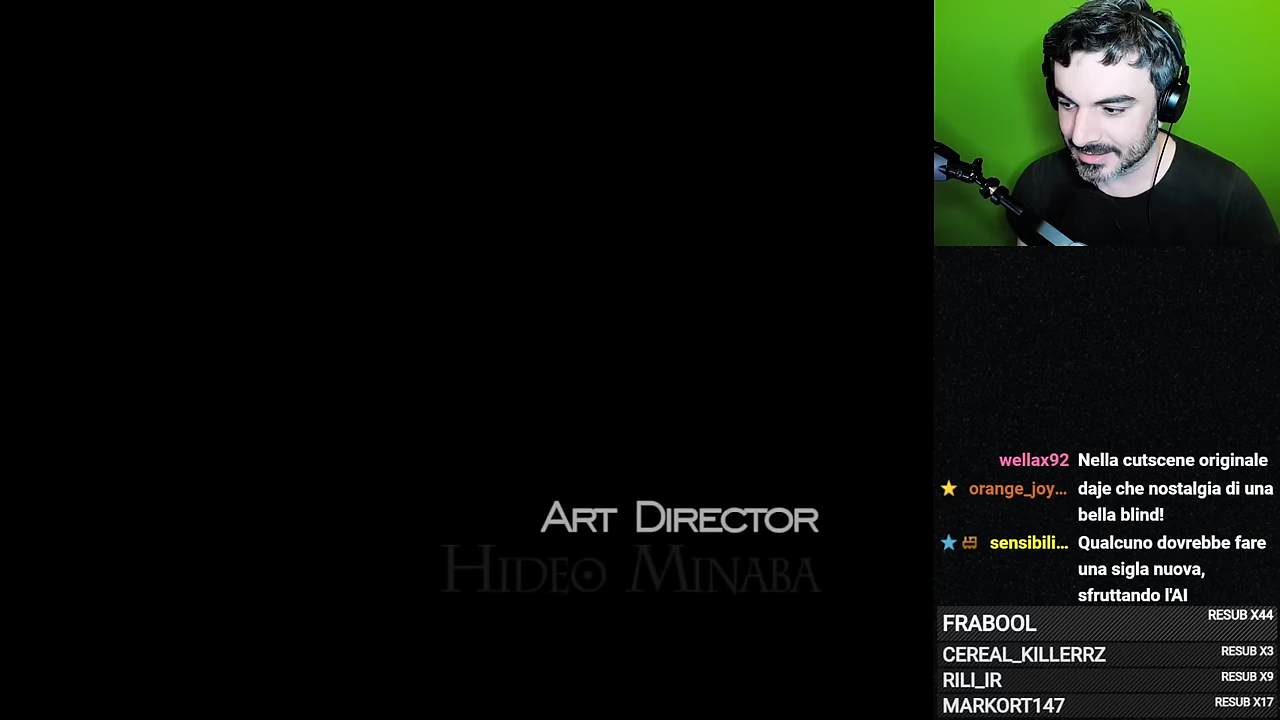 Art Director
Hideo Minaba
wellax92 Nella cutscene originale
orange_joy... daje che nostalgia di una
bella blind!
sensibili... Qualcuno dovrebbe fare
una sigla nuova,
sfruttando l'AI
FRABOOL RESUB X44
CEREAL_KILLERRZ RESUB X3
RILI_IR RESUB X9
MARKORT147 RESUB X17